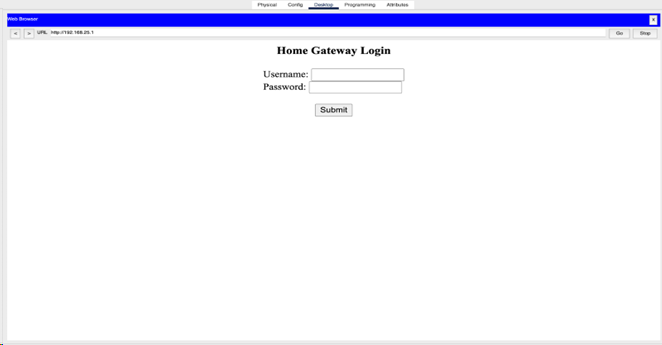 Physical Config Desktop Programming Attributes
Web Browser x
< > URL http://192.168.25.1 Go Stop
Home Gateway Login
Username:
Password:
Submit